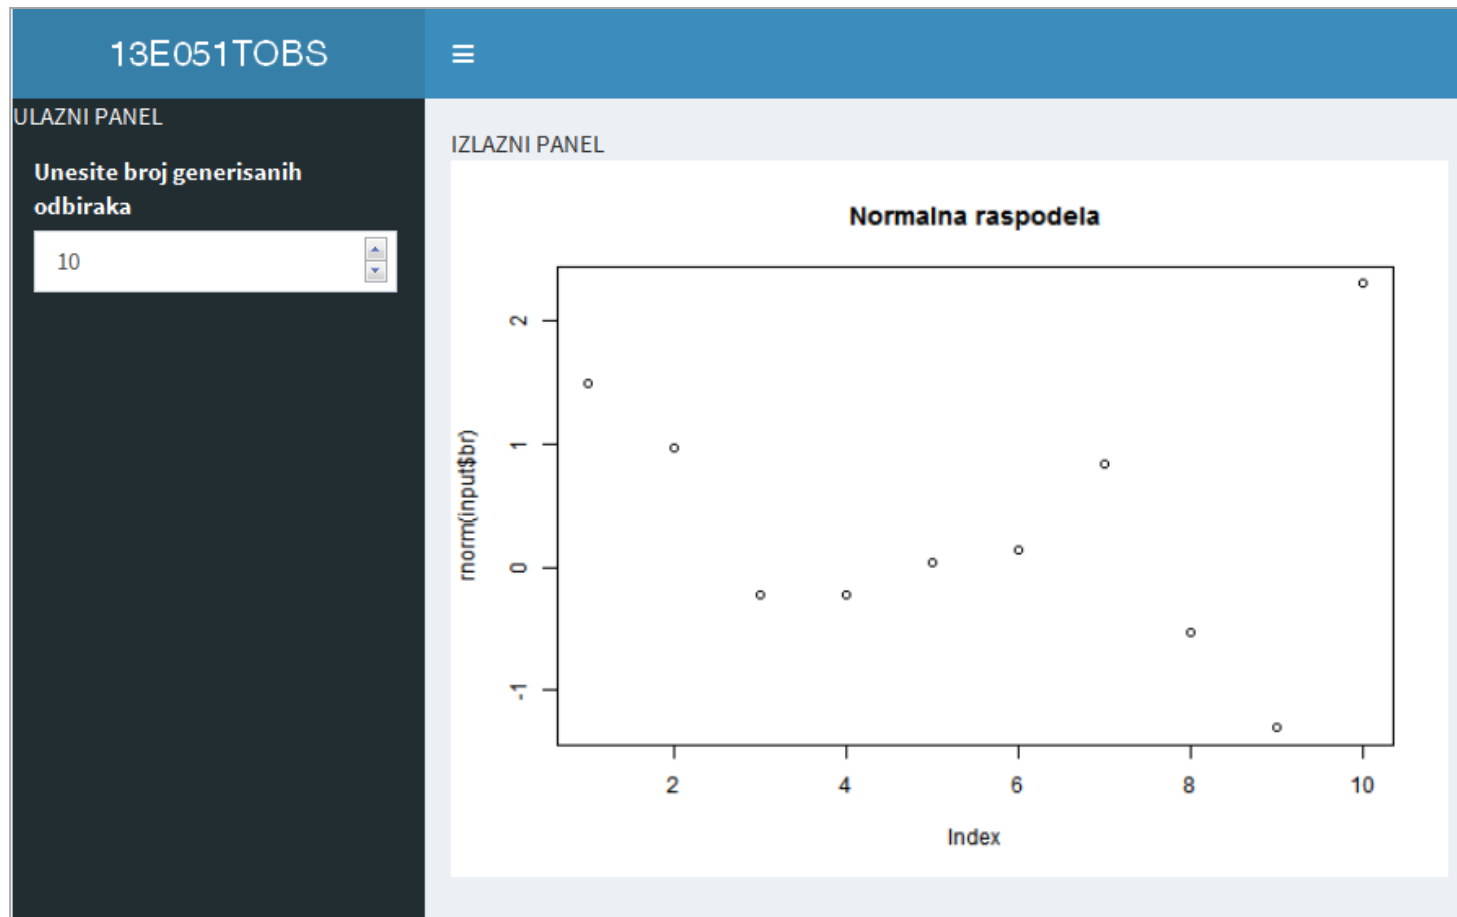 13E051TOBS
ULAZNI PANEL
Unesite broj generisanih
odbiraka
10
IZLAZNI PANEL
Normalna raspodela
rnorm(input$br)
2
1
0
-1
2 4 6 8 10
Index